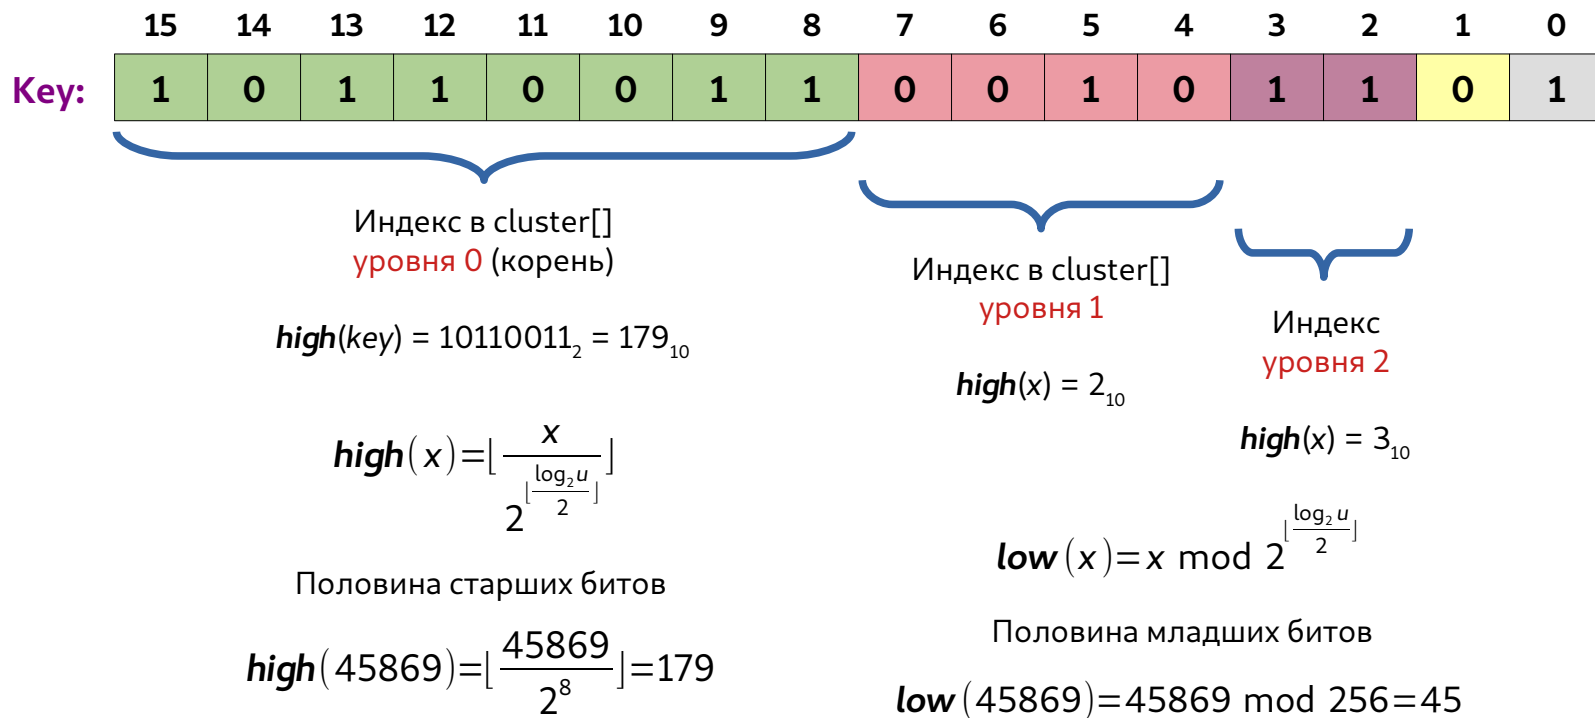 15 14 13 12 11 10 9 8 7 6 5 4 3 2 1 0
Key: 1 0 1 1 0 0 1 1 0 0 1 0 1 1 0 1
Индекс в cluster[]
уровня 0 (корень)
high(key) = 10110011₂ = 179₁₀
high(x)=⌊x / 2^⌊log₂u / 2⌋⌋
Половина старших битов
high(45869)=⌊45869 / 2⁸⌋=179
Индекс в cluster[]
уровня 1
high(x) = 2₁₀
Индекс
уровня 2
high(x) = 3₁₀
low(x)=x mod 2^⌊log₂u / 2⌋
Половина младших битов
low(45869)=45869 mod 256=45